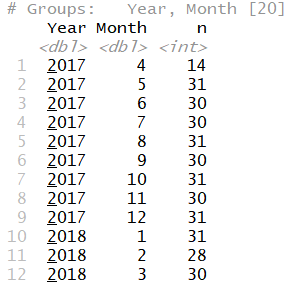 # Groups: Year, Month [20]
Year Month n
<dbl> <dbl> <int>
1 2017 4 14
2 2017 5 31
3 2017 6 30
4 2017 7 30
5 2017 8 31
6 2017 9 30
7 2017 10 31
8 2017 11 30
9 2017 12 31
10 2018 1 31
11 2018 2 28
12 2018 3 30